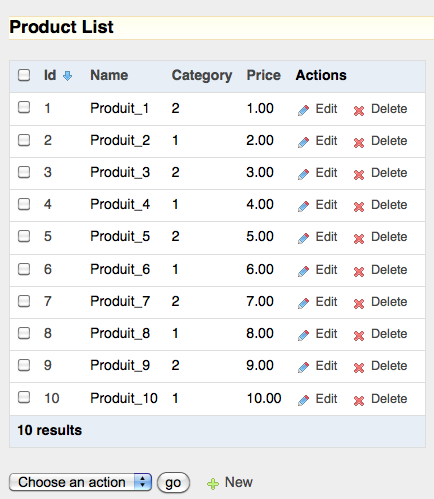 Product List
Id Name Category Price Actions
1 Produit_1 2 1.00 Edit Delete
2 Produit_2 1 2.00 Edit Delete
3 Produit_3 2 3.00 Edit Delete
4 Produit_4 1 4.00 Edit Delete
5 Produit_5 2 5.00 Edit Delete
6 Produit_6 1 6.00 Edit Delete
7 Produit_7 2 7.00 Edit Delete
8 Produit_8 1 8.00 Edit Delete
9 Produit_9 2 9.00 Edit Delete
10 Produit_10 1 10.00 Edit Delete
10 results
Choose an action go New